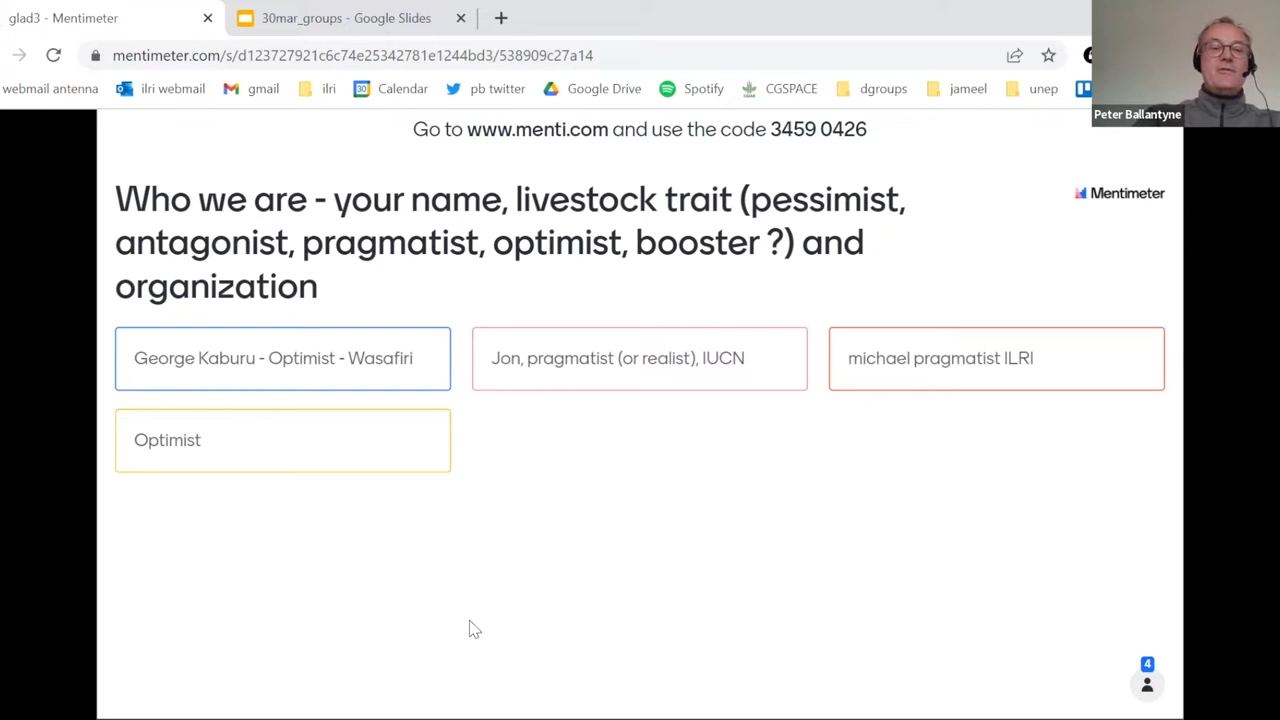 glad3 - Mentimeter
30mar_groups - Google Slides
mentimeter.com/s/d123727921c6c74e25342781e1244bd3/538909c27a14
webmail antenna ilri webmail gmail ilri 30 Calendar pb twitter Google Drive Spotify CGSPACE dgroups jameel unep
Peter Ballantyne
Go to www.menti.com and use the code 3459 0426
Who we are - your name, livestock trait (pessimist,
antagonist, pragmatist, optimist, booster ?) and
organization
Mentimeter
George Kaburu - Optimist - Wasafiri
Jon, pragmatist (or realist), IUCN
michael pragmatist ILRI
Optimist
4